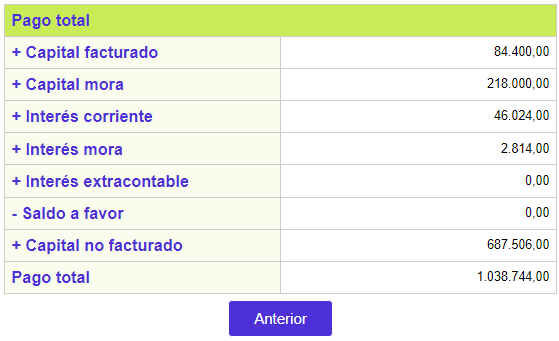 Pago total
+ Capital facturado 84.400,00
+ Capital mora 218.000,00
+ Interés corriente 46.024,00
+ Interés mora 2.814,00
+ Interés extracontable 0,00
- Saldo a favor 0,00
+ Capital no facturado 687.506,00
Pago total 1.038.744,00
Anterior